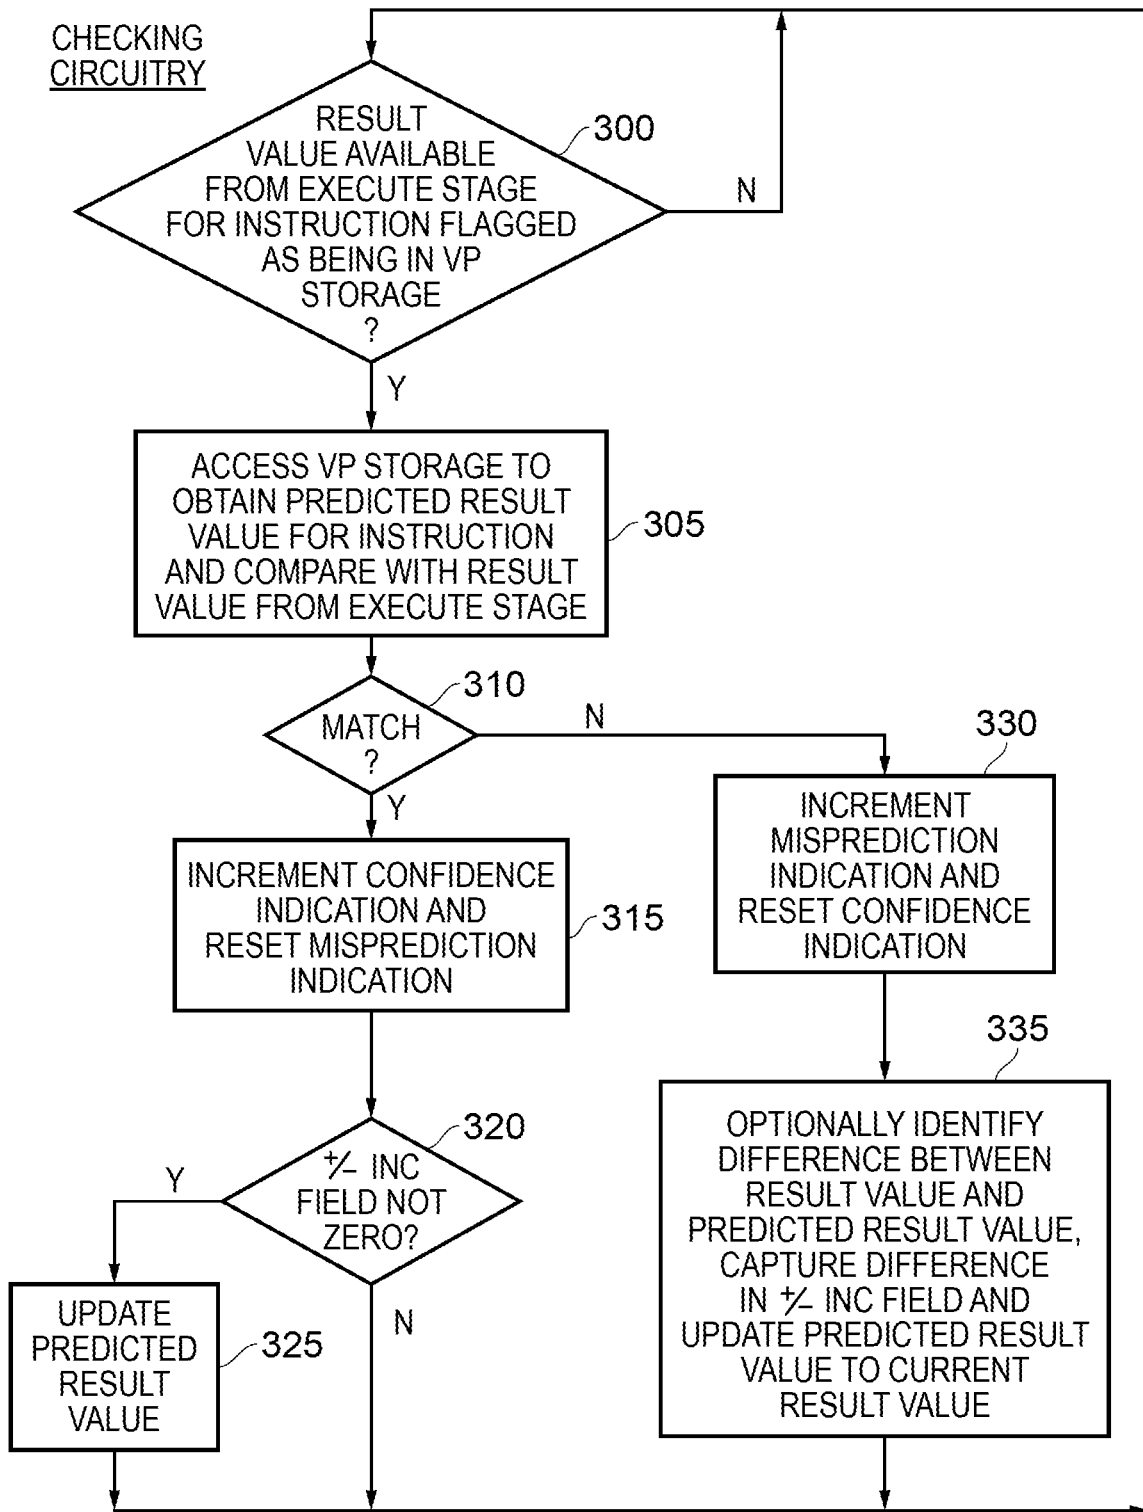 CHECKING
CIRCUITRY
RESULT
VALUE AVAILABLE
FROM EXECUTE STAGE
FOR INSTRUCTION FLAGGED
AS BEING IN VP
STORAGE
?
300
N
Y
ACCESS VP STORAGE TO
OBTAIN PREDICTED RESULT
VALUE FOR INSTRUCTION
AND COMPARE WITH RESULT
VALUE FROM EXECUTE STAGE
305
MATCH
?
310
N
Y
INCREMENT CONFIDENCE
INDICATION AND
RESET MISPREDICTION
INDICATION
315
330
INCREMENT
MISPREDICTION
INDICATION AND
RESET CONFIDENCE
INDICATION
335
OPTIONALLY IDENTIFY
DIFFERENCE BETWEEN
RESULT VALUE AND
PREDICTED RESULT VALUE,
CAPTURE DIFFERENCE
IN +/- INC FIELD AND
UPDATE PREDICTED RESULT
VALUE TO CURRENT
RESULT VALUE
320
+/- INC
FIELD NOT
ZERO?
Y
N
UPDATE
PREDICTED
RESULT
VALUE
325